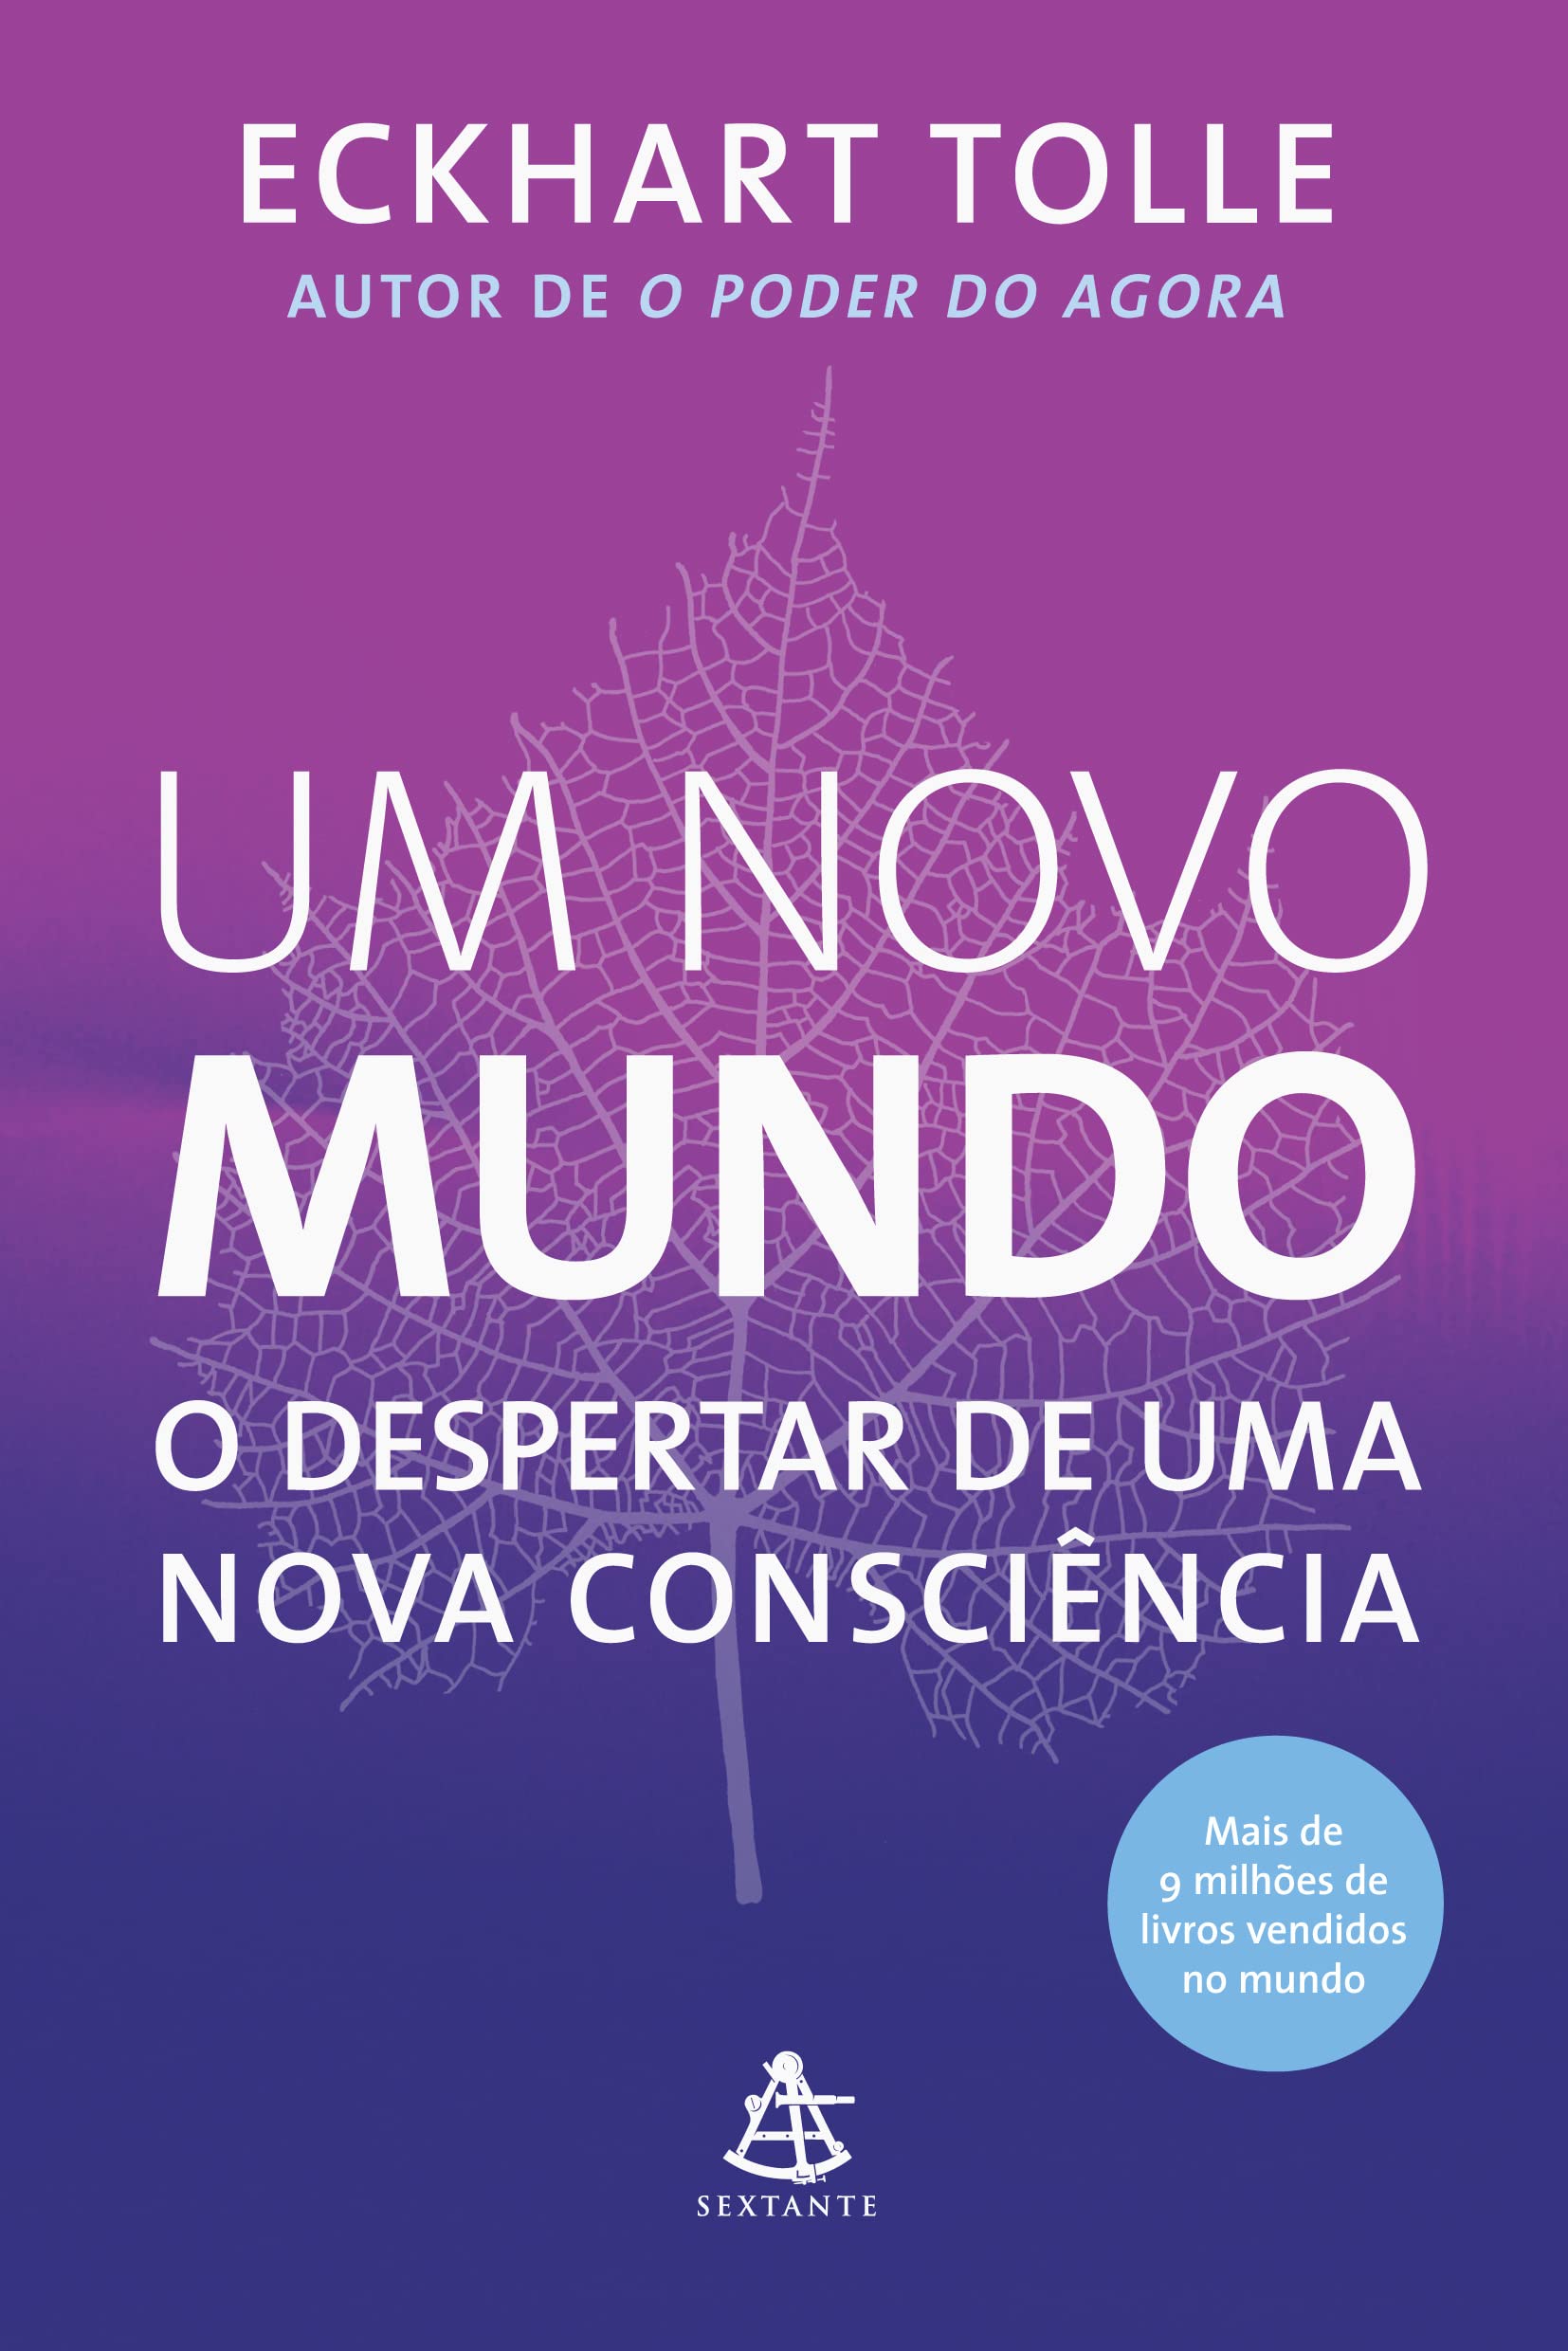 ECKHART TOLLE
AUTOR DE O PODER DO AGORA
UM NOVO
MUNDO
O DESPERTAR DE UMA
NOVA CONSCIÊNCIA
Mais de
9 milhões de
livros vendidos
no mundo
SEXTANTE